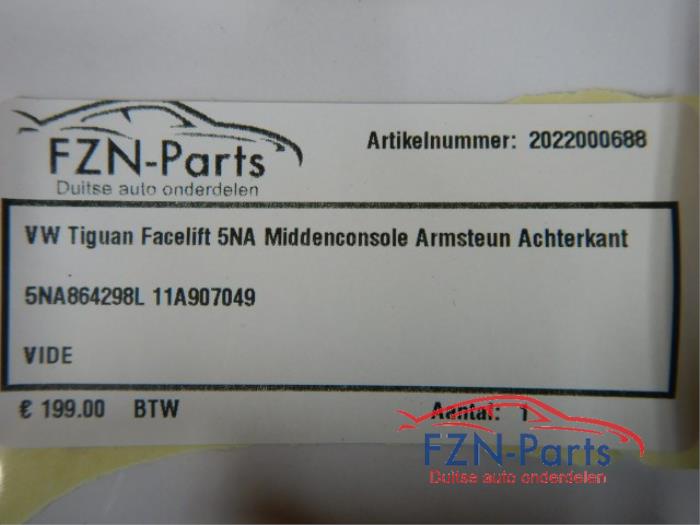 FZN-Parts
Duitse auto onderdelen
Artikelnummer: 2022000688
VW Tiguan Facelift 5NA Middenconsole Armsteun Achterkant
5NA864298L 11A907049
VIDE
€ 199.00 BTW Aantal: 1
FZN-Parts
Duitse auto onderdelen